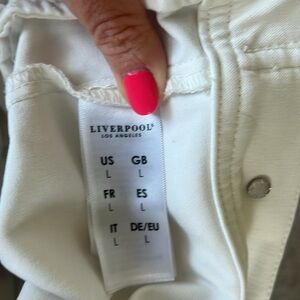 LIVERPOOL
LOS ANGELES
US GB
L L
FR ES
L L
IT DE/EU
L L